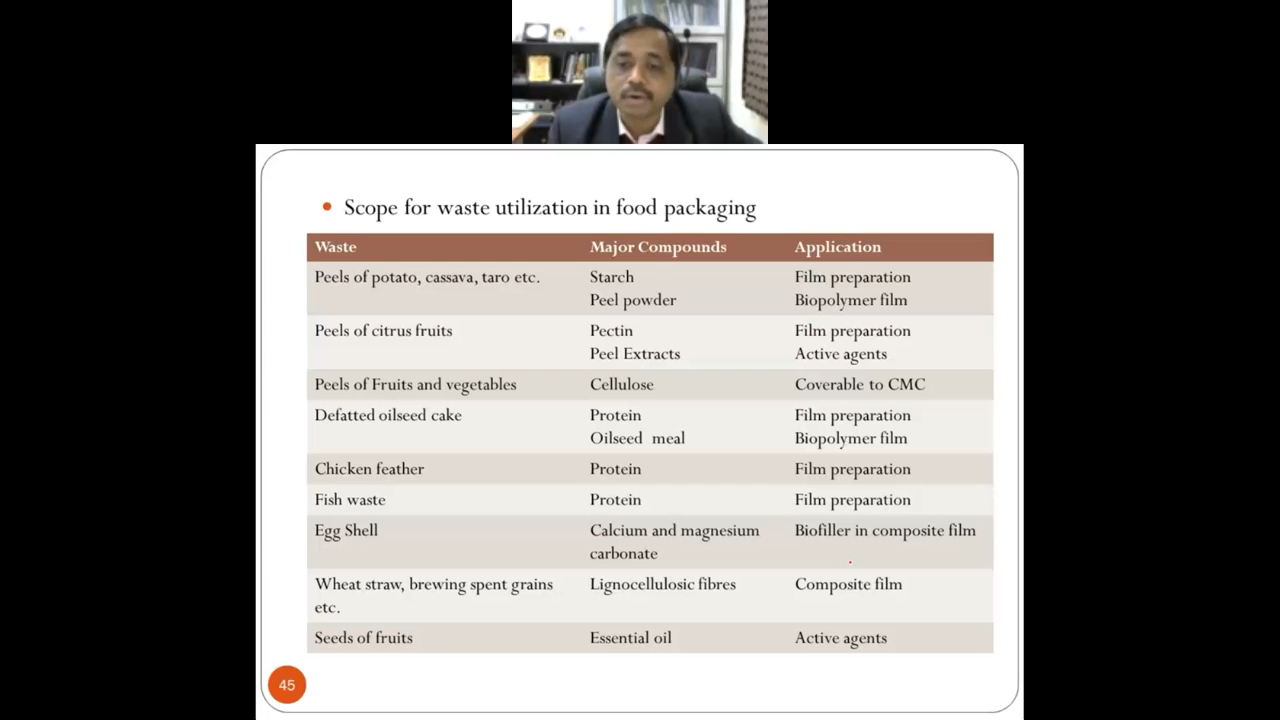 Scope for waste utilization in food packaging
Waste Major Compounds Application
Peels of potato, cassava, taro etc. Starch Film preparation
Peel powder Biopolymer film
Peels of citrus fruits Pectin Film preparation
Peel Extracts Active agents
Peels of Fruits and vegetables Cellulose Coverable to CMC
Defatted oilseed cake Protein Film preparation
Oilseed meal Biopolymer film
Chicken feather Protein Film preparation
Fish waste Protein Film preparation
Egg Shell Calcium and magnesium Biofiller in composite film
carbonate
Wheat straw, brewing spent grains Lignocellulosic fibres Composite film
etc.
Seeds of fruits Essential oil Active agents
45